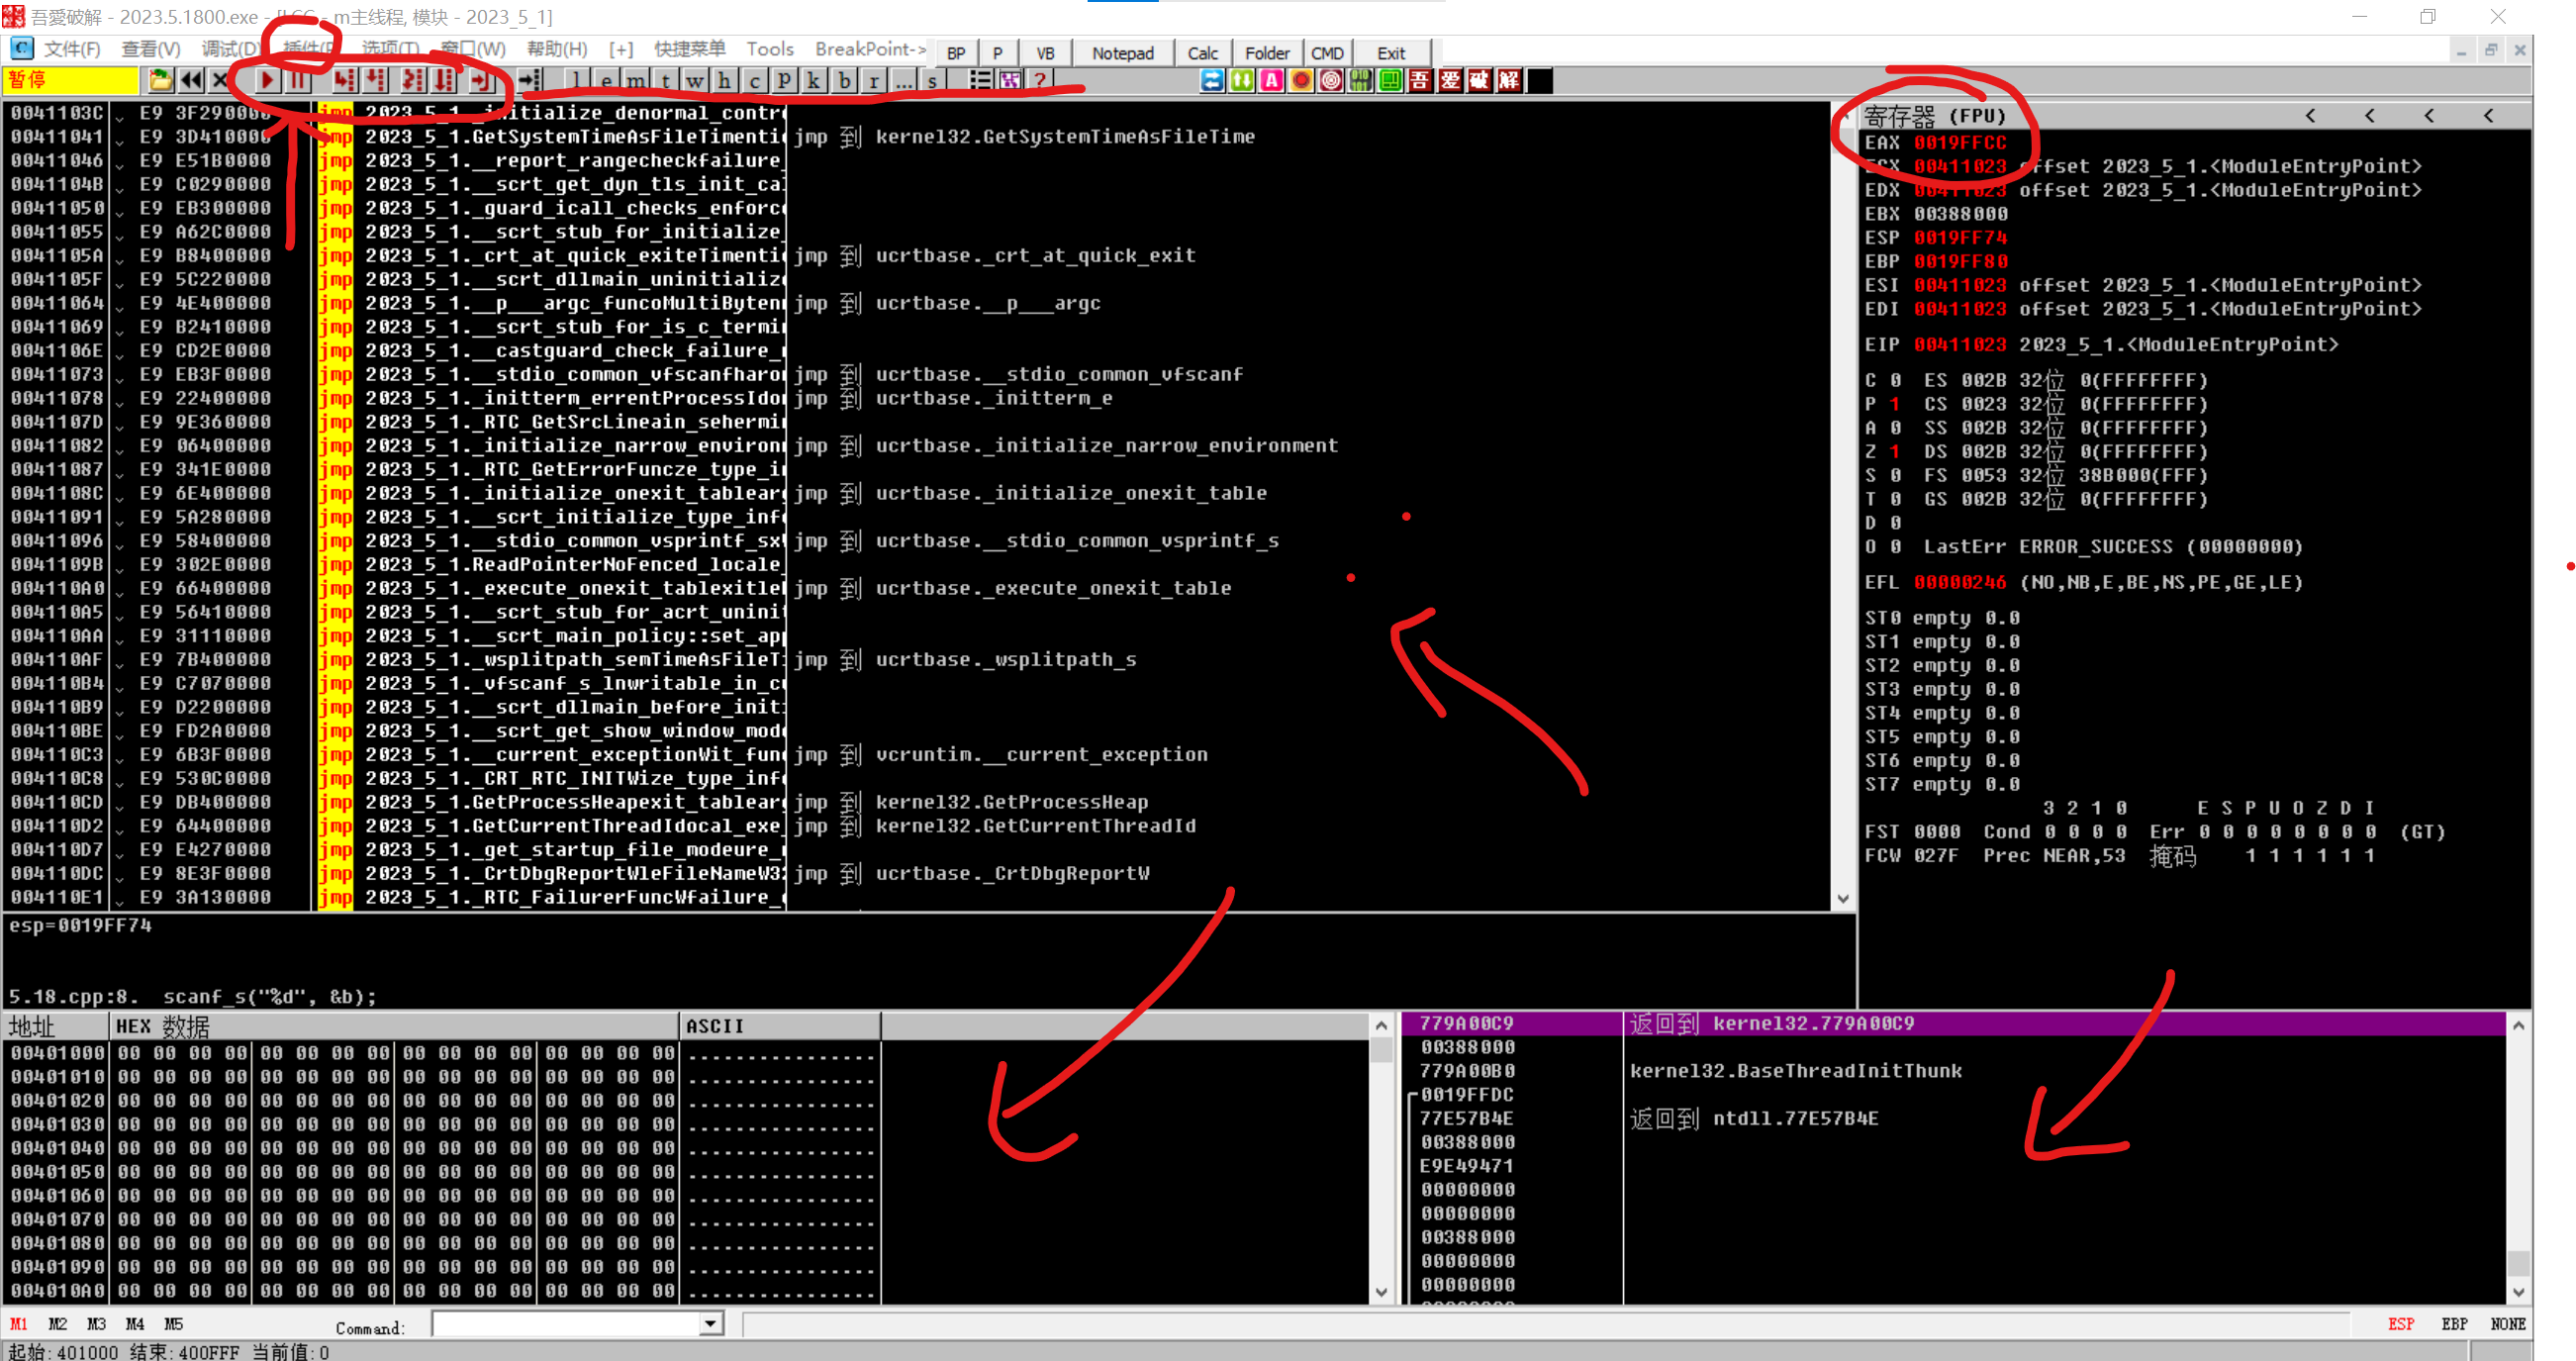 吾愛破解 - 2023.5.1800.exe - [LCG - m主线程, 模块 - 2023_5_1]
文件(F) 查看(V) 调试(D) 插件(P 选项(T) 窗口(W) 帮助(H) [+] 快捷菜单 Tools BreakPoint-> BP P VB Notepad Calc Folder CMD Exit
暂停 l e m t w h c p k b r ... s ? A 吾 爱 破 解
0041103C E9 3F290000 jmp 2023_5_1._initialize_denormal_contr
00411041 E9 3D410000 jmp 2023_5_1.GetSystemTimeAsFileTimenti jmp 到 kernel32.GetSystemTimeAsFileTime
00411046 E9 E51B0000 jmp 2023_5_1.__report_rangecheckfailure_
0041104B E9 C0290000 jmp 2023_5_1.__scrt_get_dyn_tls_init_ca
00411050 E9 EB300000 jmp 2023_5_1._guard_icall_checks_enforc
00411055 E9 A62C0000 jmp 2023_5_1.__scrt_stub_for_initialize_
0041105A E9 B8400000 jmp 2023_5_1._crt_at_quick_exiteTimenti jmp 到 ucrtbase._crt_at_quick_exit
0041105F E9 5C220000 jmp 2023_5_1.__scrt_dllmain_uninitialize
00411064 E9 4E400000 jmp 2023_5_1.__p___argc_funcoMultiByten jmp 到 ucrtbase.__p___argc
00411069 E9 B2410000 jmp 2023_5_1.__scrt_stub_for_is_c_termi
0041106E E9 CD2E0000 jmp 2023_5_1.__castguard_check_failure_
00411073 E9 EB3F0000 jmp 2023_5_1.__stdio_common_vfscanfharo jmp 到 ucrtbase.__stdio_common_vfscanf
00411078 E9 22400000 jmp 2023_5_1._initterm_errentProcessIdo jmp 到 ucrtbase._initterm_e
0041107D E9 9E360000 jmp 2023_5_1._RTC_GetSrcLineain_sehermi
00411082 E9 06400000 jmp 2023_5_1._initialize_narrow_environ jmp 到 ucrtbase._initialize_narrow_environment
00411087 E9 341E0000 jmp 2023_5_1._RTC_GetErrorFuncze_type_i
0041108C E9 6E400000 jmp 2023_5_1._initialize_onexit_tablear jmp 到 ucrtbase._initialize_onexit_table
00411091 E9 5A280000 jmp 2023_5_1.__scrt_initialize_type_inf
00411096 E9 58400000 jmp 2023_5_1.__stdio_common_vsprintf_sx jmp 到 ucrtbase.__stdio_common_vsprintf_s
0041109B E9 302E0000 jmp 2023_5_1.ReadPointerNoFenced_locale_
004110A0 E9 66400000 jmp 2023_5_1._execute_onexit_tablexitle jmp 到 ucrtbase._execute_onexit_table
004110A5 E9 56410000 jmp 2023_5_1.__scrt_stub_for_acrt_unini
004110AA E9 31110000 jmp 2023_5_1.__scrt_main_policy::set_ap
004110AF E9 7B400000 jmp 2023_5_1._wsplitpath_semTimeAsFileT jmp 到 ucrtbase._wsplitpath_s
004110B4 E9 C7070000 jmp 2023_5_1._vfscanf_s_lnwritable_in_c
004110B9 E9 D2200000 jmp 2023_5_1.__scrt_dllmain_before_init
004110BE E9 FD2A0000 jmp 2023_5_1.__scrt_get_show_window_mod
004110C3 E9 6B3F0000 jmp 2023_5_1.__current_exceptionWit_fun jmp 到 vcruntim.__current_exception
004110C8 E9 530C0000 jmp 2023_5_1._CRT_RTC_INITWize_type_inf
004110CD E9 DB400000 jmp 2023_5_1.GetProcessHeapexit_tablear jmp 到 kernel32.GetProcessHeap
004110D2 E9 64400000 jmp 2023_5_1.GetCurrentThreadIdocal_exe_ jmp 到 kernel32.GetCurrentThreadId
004110D7 E9 E4270000 jmp 2023_5_1._get_startup_file_modeure_
004110DC E9 8E3F0000 jmp 2023_5_1._CrtDbgReportWleFileNameW32 jmp 到 ucrtbase._CrtDbgReportW
004110E1 E9 3A130000 jmp 2023_5_1._RTC_FailurerFuncWfailure_
寄存器 (FPU) < < < <
EAX 0019FFCC
ECX 00411023 offset 2023_5_1.<ModuleEntryPoint>
EDX 00411023 offset 2023_5_1.<ModuleEntryPoint>
EBX 00388000
ESP 0019FF74
EBP 0019FF80
ESI 00411023 offset 2023_5_1.<ModuleEntryPoint>
EDI 00411023 offset 2023_5_1.<ModuleEntryPoint>
EIP 00411023 2023_5_1.<ModuleEntryPoint>
C 0 ES 002B 32位 0(FFFFFFFF)
P 1 CS 0023 32位 0(FFFFFFFF)
A 0 SS 002B 32位 0(FFFFFFFF)
Z 1 DS 002B 32位 0(FFFFFFFF)
S 0 FS 0053 32位 38B000(FFF)
T 0 GS 002B 32位 0(FFFFFFFF)
D 0
O 0 LastErr ERROR_SUCCESS (00000000)
EFL 00000246 (NO,NB,E,BE,NS,PE,GE,LE)
ST0 empty 0.0
ST1 empty 0.0
ST2 empty 0.0
ST3 empty 0.0
ST4 empty 0.0
ST5 empty 0.0
ST6 empty 0.0
ST7 empty 0.0
3 2 1 0 E S P U O Z D I
FST 0000 Cond 0 0 0 0 Err 0 0 0 0 0 0 0 0 (GT)
FCW 027F Prec NEAR,53 掩码 1 1 1 1 1 1
esp=0019FF74
5.18.cpp:8. scanf_s("%d", &b);
地址 HEX 数据 ASCII
00401000 00 00 00 00 00 00 00 00 00 00 00 00 00 00 00 00 ................
00401010 00 00 00 00 00 00 00 00 00 00 00 00 00 00 00 00 ................
00401020 00 00 00 00 00 00 00 00 00 00 00 00 00 00 00 00 ................
00401030 00 00 00 00 00 00 00 00 00 00 00 00 00 00 00 00 ................
00401040 00 00 00 00 00 00 00 00 00 00 00 00 00 00 00 00 ................
00401050 00 00 00 00 00 00 00 00 00 00 00 00 00 00 00 00 ................
00401060 00 00 00 00 00 00 00 00 00 00 00 00 00 00 00 00 ................
00401070 00 00 00 00 00 00 00 00 00 00 00 00 00 00 00 00 ................
00401080 00 00 00 00 00 00 00 00 00 00 00 00 00 00 00 00 ................
00401090 00 00 00 00 00 00 00 00 00 00 00 00 00 00 00 00 ................
004010A0 00 00 00 00 00 00 00 00 00 00 00 00 00 00 00 00 ................
779A00C9 返回到 kernel32.779A00C9
00388000
779A00B0 kernel32.BaseThreadInitThunk
0019FFDC
77E57B4E 返回到 ntdll.77E57B4E
00388000
E9E49471
00000000
00000000
00388000
00000000
00000000
M1 M2 M3 M4 M5 Command: ESP EBP NONE
起始:401000 结束:400FFF 当前值:0